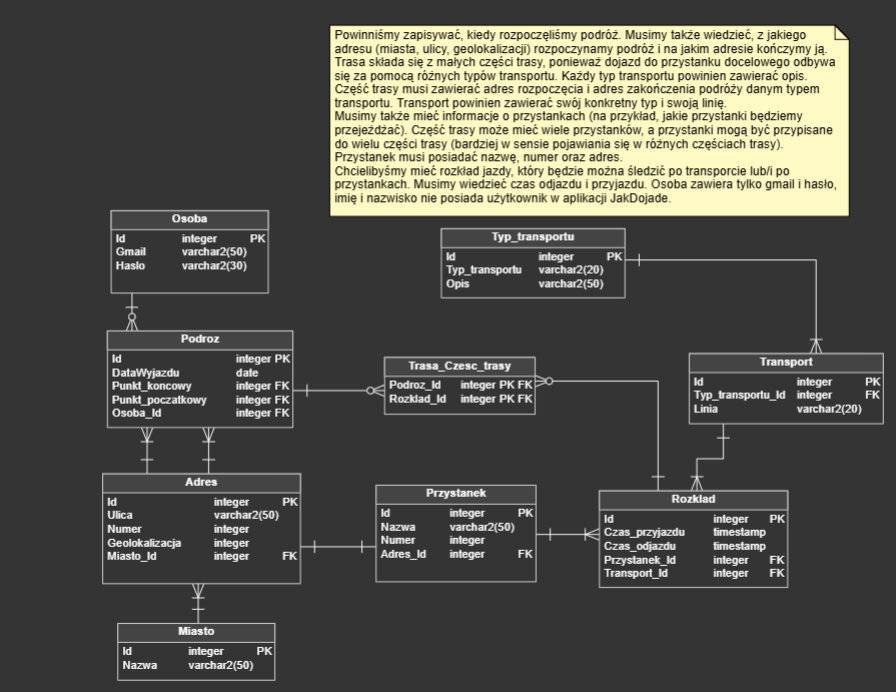 Powinniśmy zapisywać, kiedy rozpoczęliśmy podróż. Musimy także wiedzieć, z jakiego
adresu (miasta, ulicy, geolokalizacji) rozpoczynamy podróż i na jakim adresie kończymy ją.
Trasa składa się z małych części trasy, ponieważ dojazd do przystanku docelowego odbywa
się za pomocą różnych typów transportu. Każdy typ transportu powinien zawierać opis.
Część trasy musi zawierać adres rozpoczęcia i adres zakończenia podróży danym typem
transportu. Transport powinien zawierać swój konkretny typ i swoją linię.
Musimy także mieć informacje o przystankach (na przykład, jakie przystanki będziemy
przejeżdżać). Część trasy może mieć wiele przystanków, a przystanki mogą być przypisane
do wielu części trasy (bardziej w sensie pojawiania się w różnych częściach trasy).
Przystanek musi posiadać nazwę, numer oraz adres.
Chcielibyśmy mieć rozkład jazdy, który będzie można śledzić po transporcie lub/i po
przystankach. Musimy wiedzieć czas odjazdu i przyjazdu. Osoba zawiera tylko gmail i hasło,
imię i nazwisko nie posiada użytkownik w aplikacji JakDojade.
Osoba
Id integer PK
Gmail varchar2(50)
Haslo varchar2(30)
Typ_transportu
Id integer PK
Typ_transportu varchar2(20)
Opis varchar2(50)
Podroz
Id integer PK
DataWyjazdu date
Punkt_koncowy integer FK
Punkt_poczatkowy integer FK
Osoba_Id integer FK
Trasa_Czesc_trasy
Podroz_Id integer PK FK
Rozklad_Id integer PK FK
Transport
Id integer PK
Typ_transportu_Id integer FK
Linia varchar2(20)
Adres
Id integer PK
Ulica varchar2(50)
Numer integer
Geolokalizacja integer
Miasto_Id integer FK
Przystanek
Id integer PK
Nazwa varchar2(50)
Numer integer
Adres_Id integer FK
Rozklad
Id integer PK
Czas_przyjazdu timestamp
Czas_odjazdu timestamp
Przystanek_Id integer FK
Transport_Id integer FK
Miasto
Id integer PK
Nazwa varchar2(50)